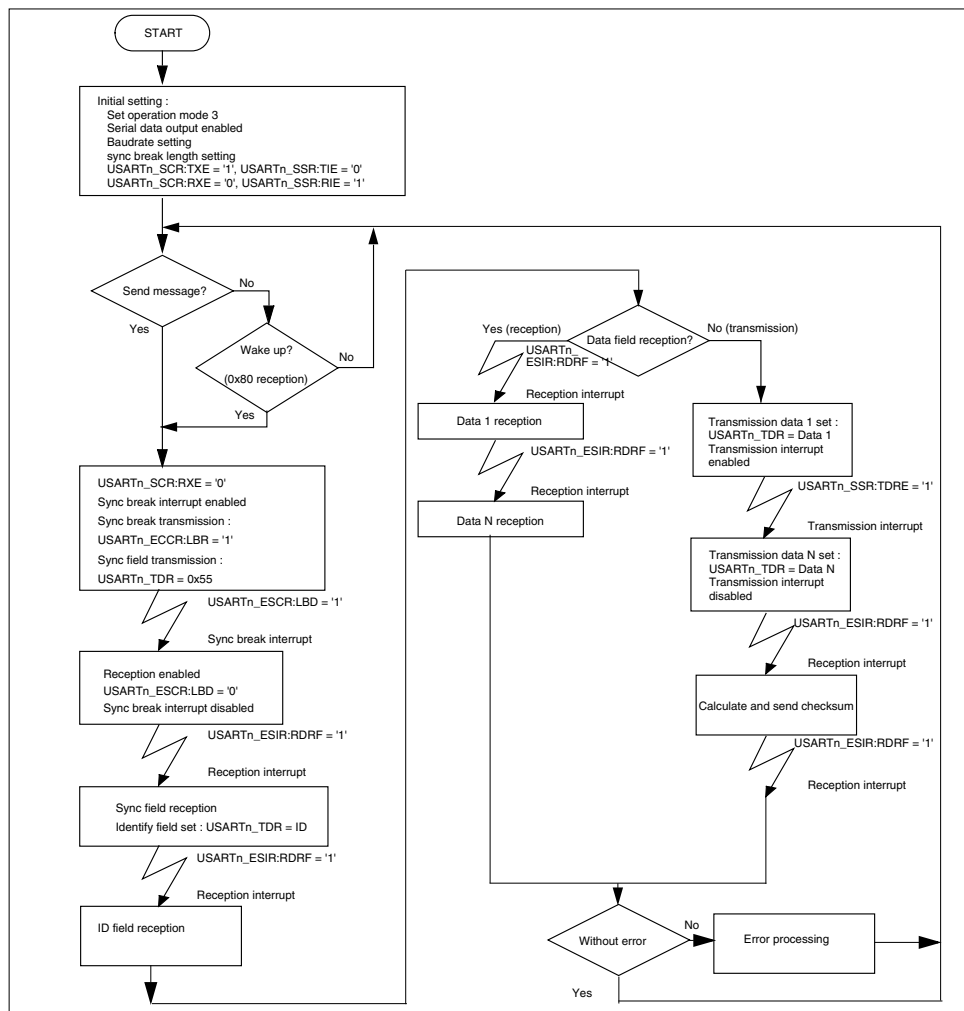 START
Initial setting :
Set operation mode 3
Serial data output enabled
Baudrate setting
sync break length setting
USARTn_SCR:TXE = '1', USARTn_SSR:TIE = '0'
USARTn_SCR:RXE = '0', USARTn_SSR:RIE = '1'
Send message?
No
Yes
Wake up?
(0x80 reception)
No
Yes
USARTn_SCR:RXE = '0'
Sync break interrupt enabled
Sync break transmission :
USARTn_ECCR:LBR = '1'
Sync field transmission :
USARTn_TDR = 0x55
USARTn_ESCR:LBD = '1'
Sync break interrupt
Reception enabled
USARTn_ESCR:LBD = '0'
Sync break interrupt disabled
USARTn_ESIR:RDRF = '1'
Reception interrupt
Sync field reception
Identify field set : USARTn_TDR = ID
USARTn_ESIR:RDRF = '1'
Reception interrupt
ID field reception
Data field reception?
Yes (reception)
No (transmission)
USARTn_
ESIR:RDRF = '1'
Reception interrupt
Data 1 reception
USARTn_ESIR:RDRF = '1'
Reception interrupt
Data N reception
Transmission data 1 set :
USARTn_TDR = Data 1
Transmission interrupt
enabled
USARTn_SSR:TDRE = '1'
Transmission interrupt
Transmission data N set :
USARTn_TDR = Data N
Transmission interrupt
disabled
USARTn_ESIR:RDRF = '1'
Reception interrupt
Calculate and send checksum
USARTn_ESIR:RDRF = '1'
Reception interrupt
Without error
No
Error processing
Yes